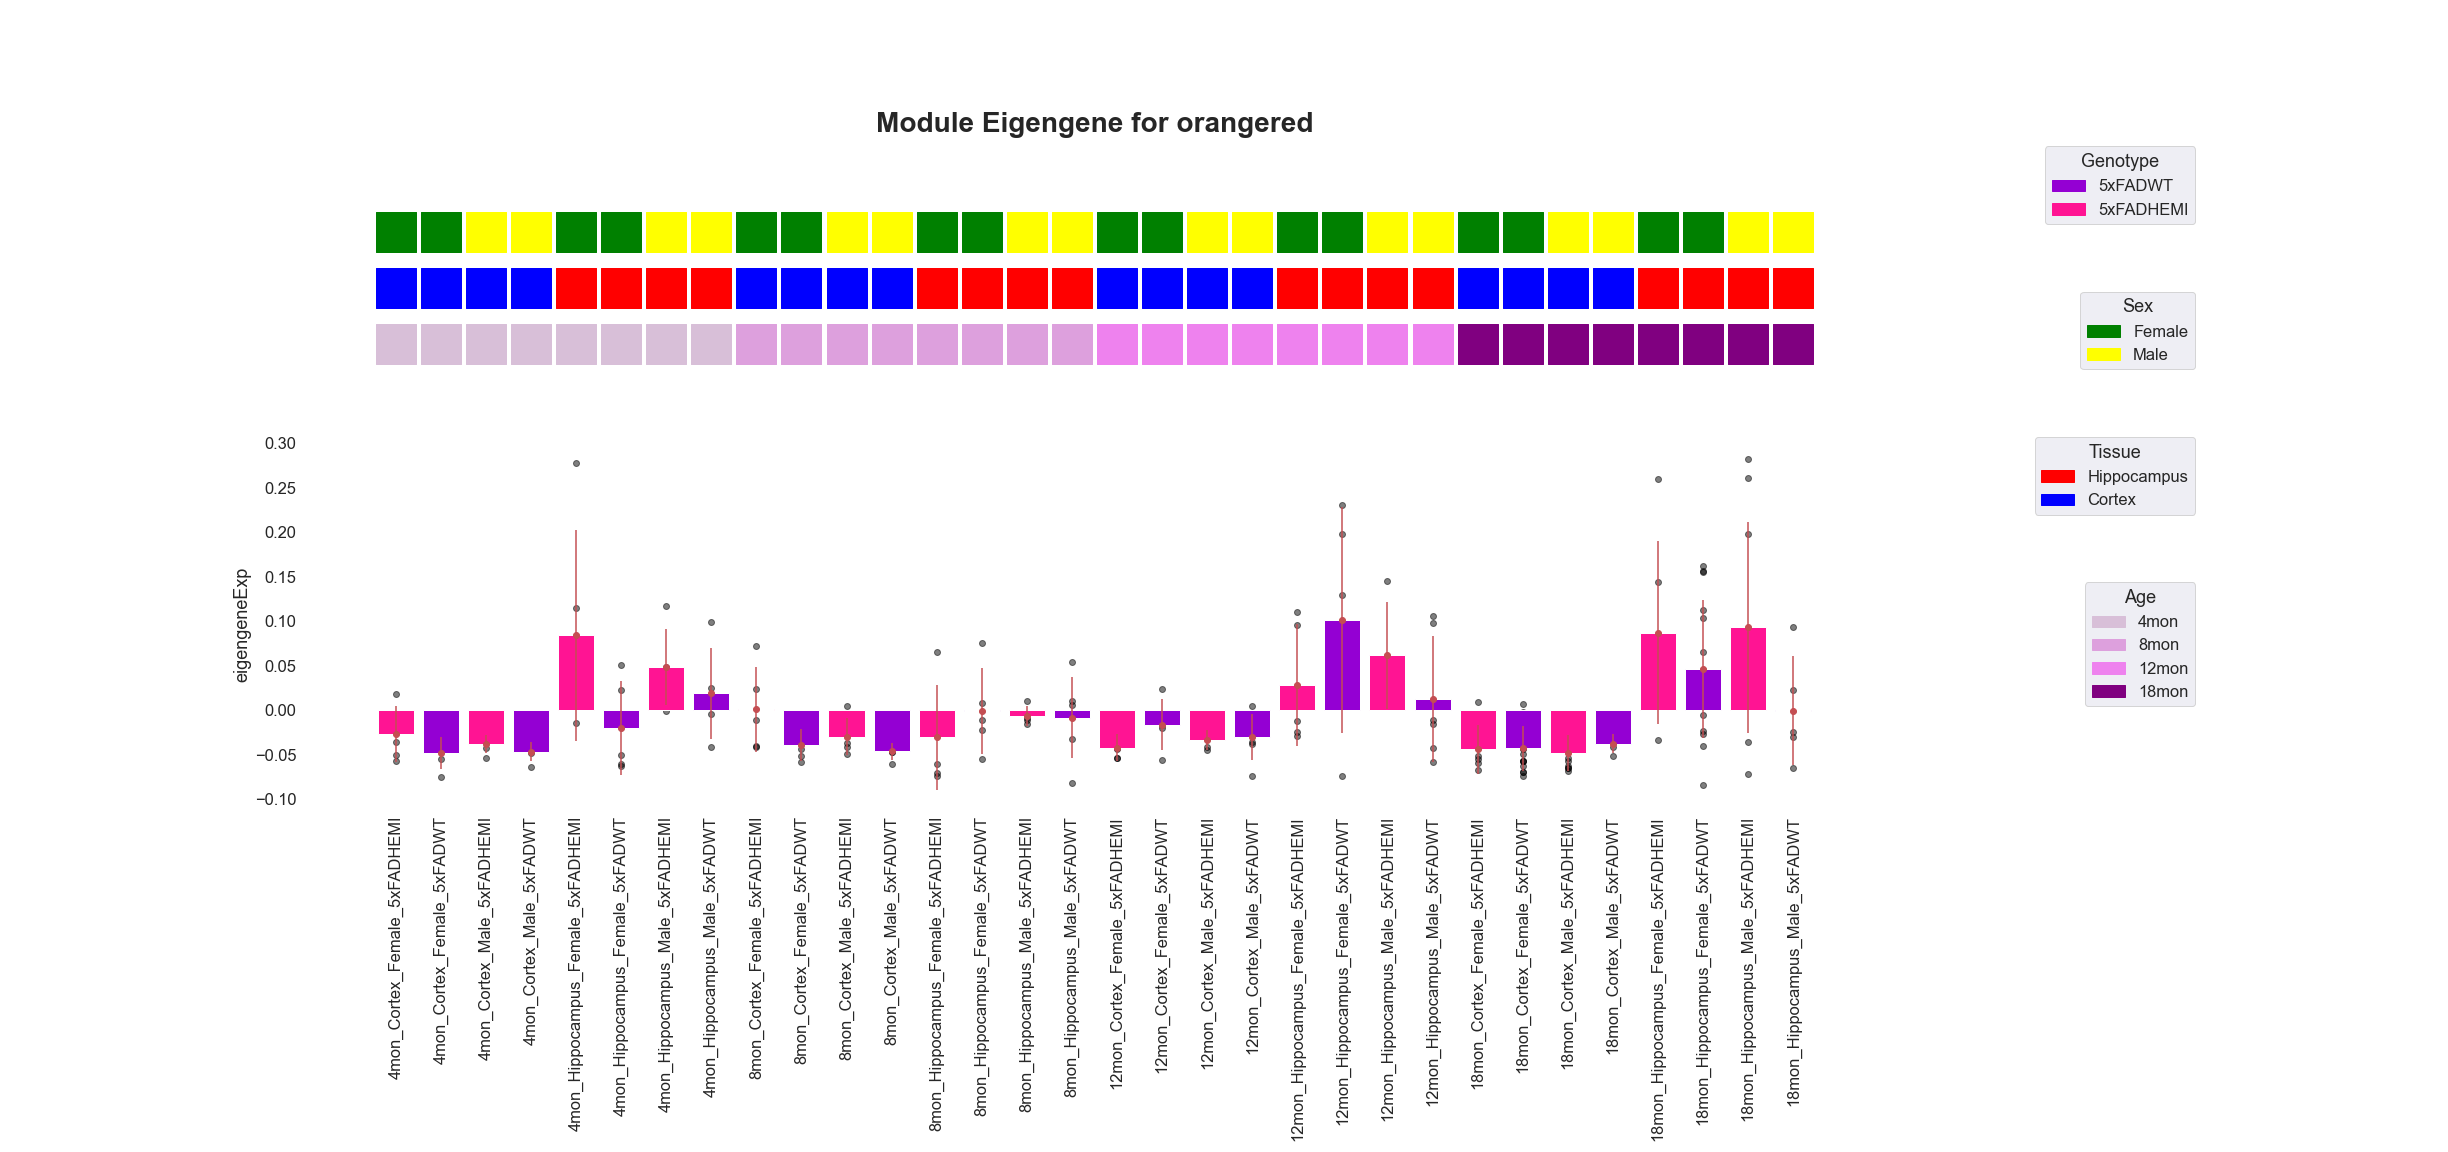 Module Eigengene for orangered
Genotype
5xFADWT
5xFADHEMI
Sex
Female
Male
Tissue
Hippocampus
Cortex
Age
4mon
8mon
12mon
18mon
eigengeneExp
0.30
0.25
0.20
0.15
0.10
0.05
0.00
−0.05
−0.10
4mon_Cortex_Female_5xFADHEMI
4mon_Cortex_Female_5xFADWT
4mon_Cortex_Male_5xFADHEMI
4mon_Cortex_Male_5xFADWT
4mon_Hippocampus_Female_5xFADHEMI
4mon_Hippocampus_Female_5xFADWT
4mon_Hippocampus_Male_5xFADHEMI
4mon_Hippocampus_Male_5xFADWT
8mon_Cortex_Female_5xFADHEMI
8mon_Cortex_Female_5xFADWT
8mon_Cortex_Male_5xFADHEMI
8mon_Cortex_Male_5xFADWT
8mon_Hippocampus_Female_5xFADHEMI
8mon_Hippocampus_Female_5xFADWT
8mon_Hippocampus_Male_5xFADHEMI
8mon_Hippocampus_Male_5xFADWT
12mon_Cortex_Female_5xFADHEMI
12mon_Cortex_Female_5xFADWT
12mon_Cortex_Male_5xFADHEMI
12mon_Cortex_Male_5xFADWT
12mon_Hippocampus_Female_5xFADHEMI
12mon_Hippocampus_Female_5xFADWT
12mon_Hippocampus_Male_5xFADHEMI
12mon_Hippocampus_Male_5xFADWT
18mon_Cortex_Female_5xFADHEMI
18mon_Cortex_Female_5xFADWT
18mon_Cortex_Male_5xFADHEMI
18mon_Cortex_Male_5xFADWT
18mon_Hippocampus_Female_5xFADHEMI
18mon_Hippocampus_Female_5xFADWT
18mon_Hippocampus_Male_5xFADHEMI
18mon_Hippocampus_Male_5xFADWT